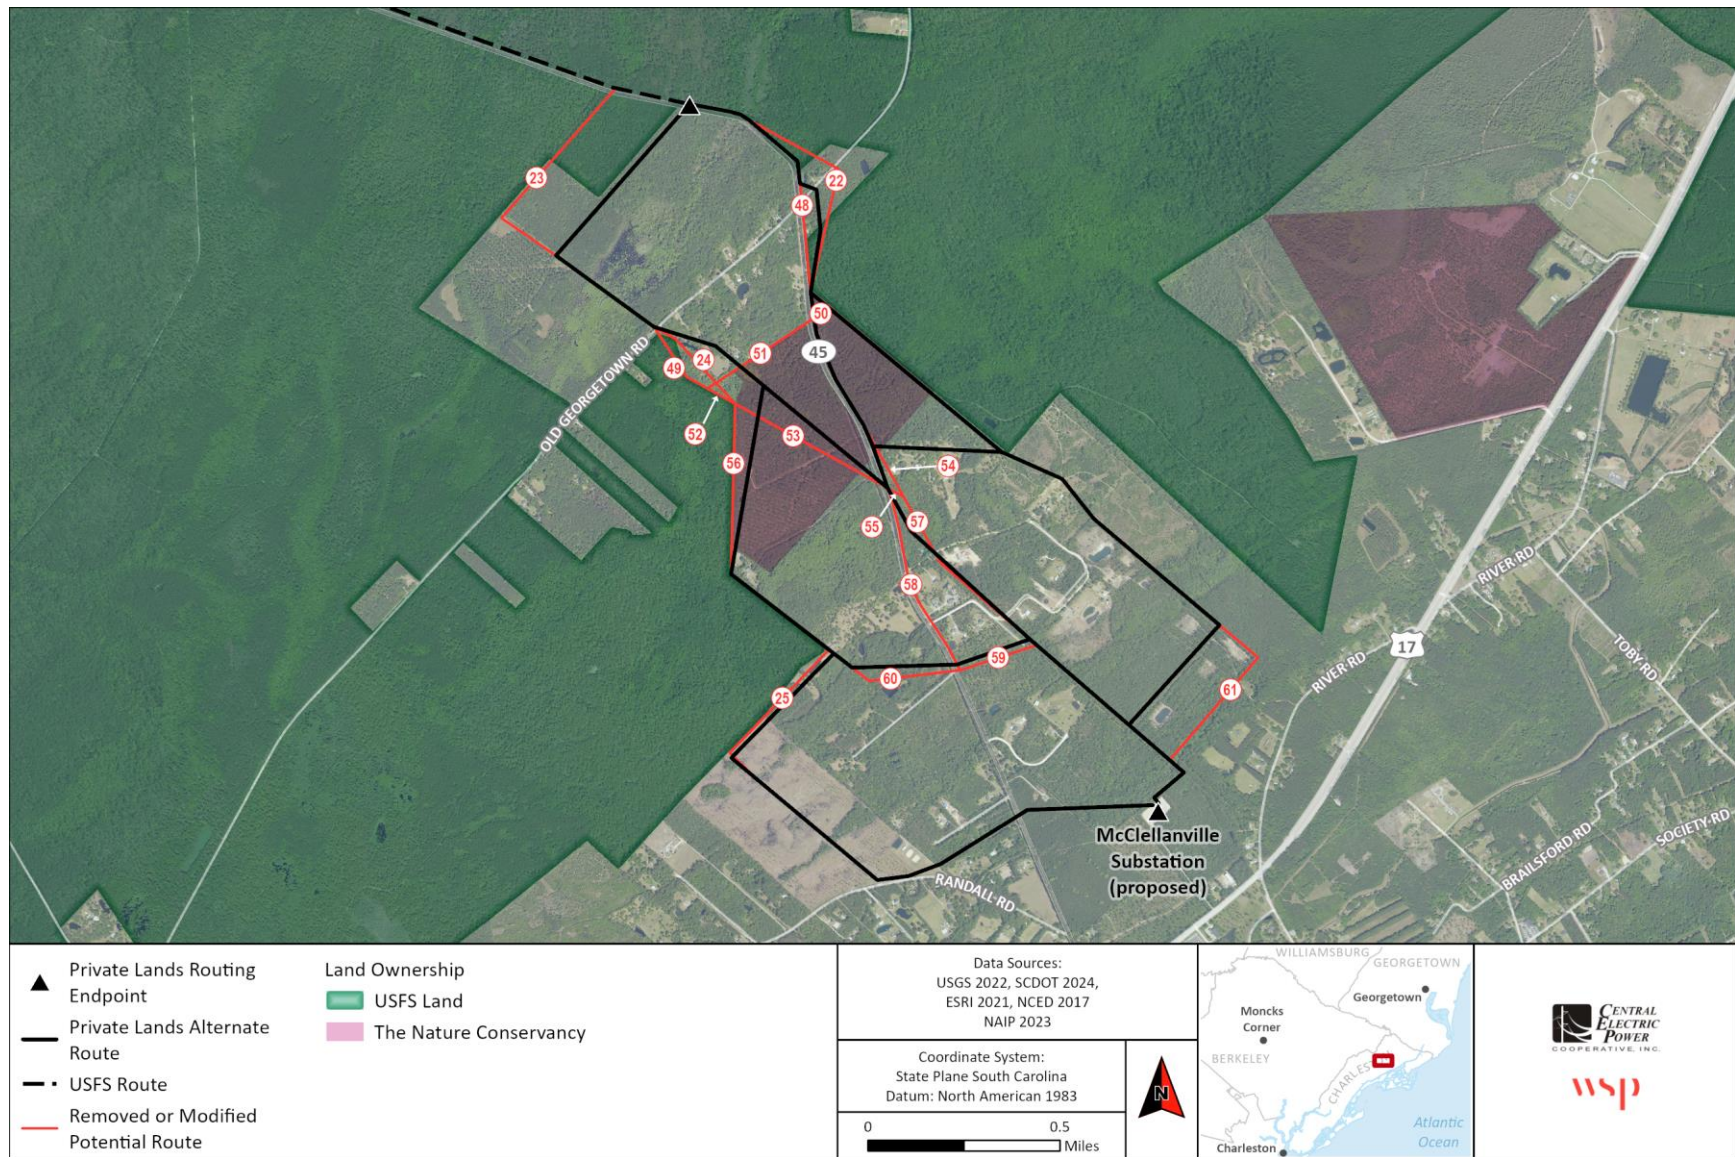 23
22
48
50
51
45
24
49
OLD GEORGETOWN RD
52
53
56
54
55
57
58
RIVER RD
59
60
RIVER RD
17
TOBY RD
25
61
McClellanville
Substation
(proposed)
BRAILSFORD RD
SOCIETY RD
RANDALL RD
Private Lands Routing
Endpoint
Private Lands Alternate
Route
USFS Route
Removed or Modified
Potential Route
Land Ownership
USFS Land
The Nature Conservancy
Data Sources:
USGS 2022, SCDOT 2024,
ESRI 2021, NCED 2017
NAIP 2023
Coordinate System:
State Plane South Carolina
Datum: North American 1983
0 0.5
Miles
N
WILLIAMSBURG
GEORGETOWN
Georgetown
Moncks
Corner
BERKELEY
CHARLES
Atlantic
Ocean
Charleston
CENTRAL
ELECTRIC
POWER
COOPERATIVE, INC.
wsp